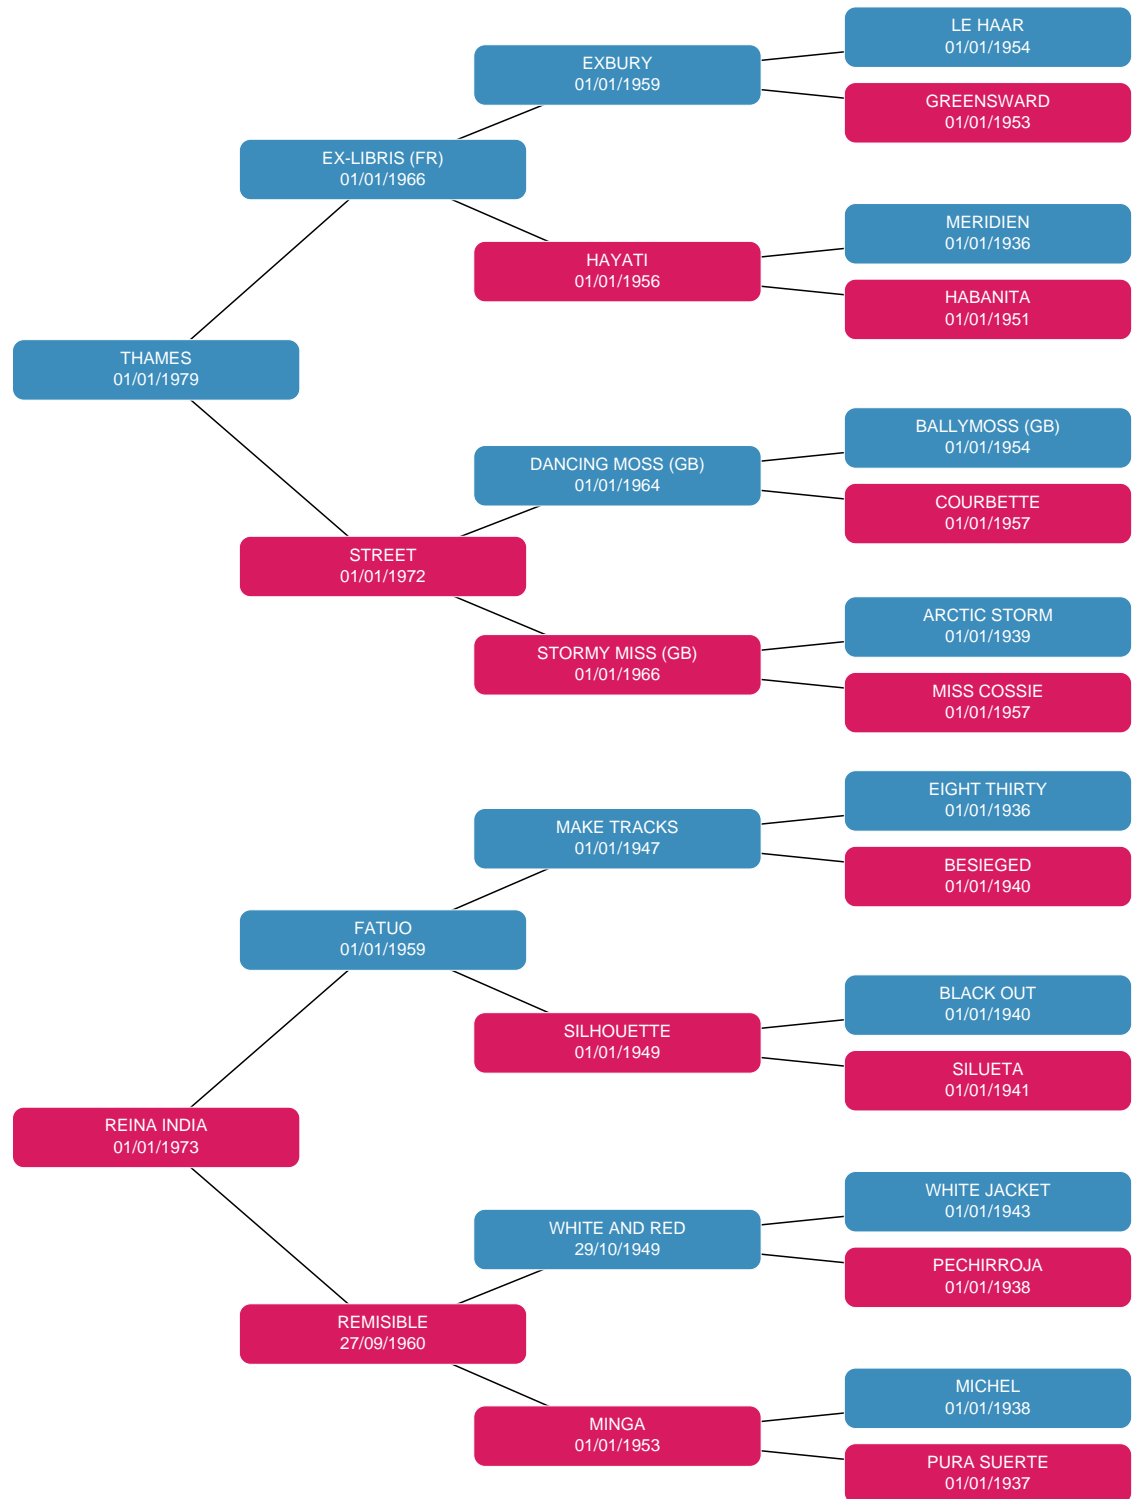 LE HAAR
01/01/1954
EXBURY
01/01/1959
GREENSWARD
01/01/1953
EX-LIBRIS (FR)
01/01/1966
MERIDIEN
01/01/1936
HAYATI
01/01/1956
HABANITA
01/01/1951
THAMES
01/01/1979
BALLYMOSS (GB)
01/01/1954
DANCING MOSS (GB)
01/01/1964
COURBETTE
01/01/1957
STREET
01/01/1972
ARCTIC STORM
01/01/1939
STORMY MISS (GB)
01/01/1966
MISS COSSIE
01/01/1957
EIGHT THIRTY
01/01/1936
MAKE TRACKS
01/01/1947
BESIEGED
01/01/1940
FATUO
01/01/1959
BLACK OUT
01/01/1940
SILHOUETTE
01/01/1949
SILUETA
01/01/1941
REINA INDIA
01/01/1973
WHITE JACKET
01/01/1943
WHITE AND RED
29/10/1949
PECHIRROJA
01/01/1938
REMISIBLE
27/09/1960
MICHEL
01/01/1938
MINGA
01/01/1953
PURA SUERTE
01/01/1937